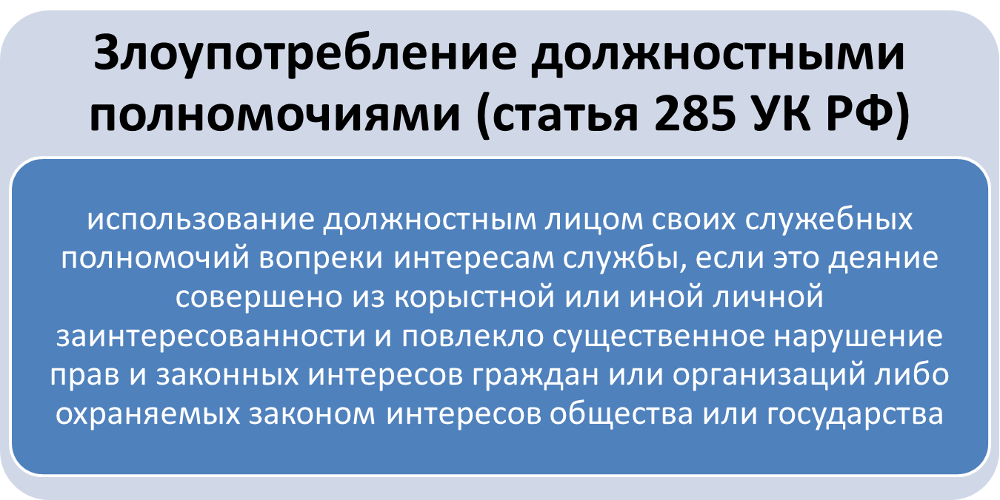 Злоупотребление должностными
полномочиями (статья 285 УК РФ)
использование должностным лицом своих служебных
полномочий вопреки интересам службы, если это деяние
совершено из корыстной или иной личной
заинтересованности и повлекло существенное нарушение
прав и законных интересов граждан или организаций либо
охраняемых законом интересов общества или государства